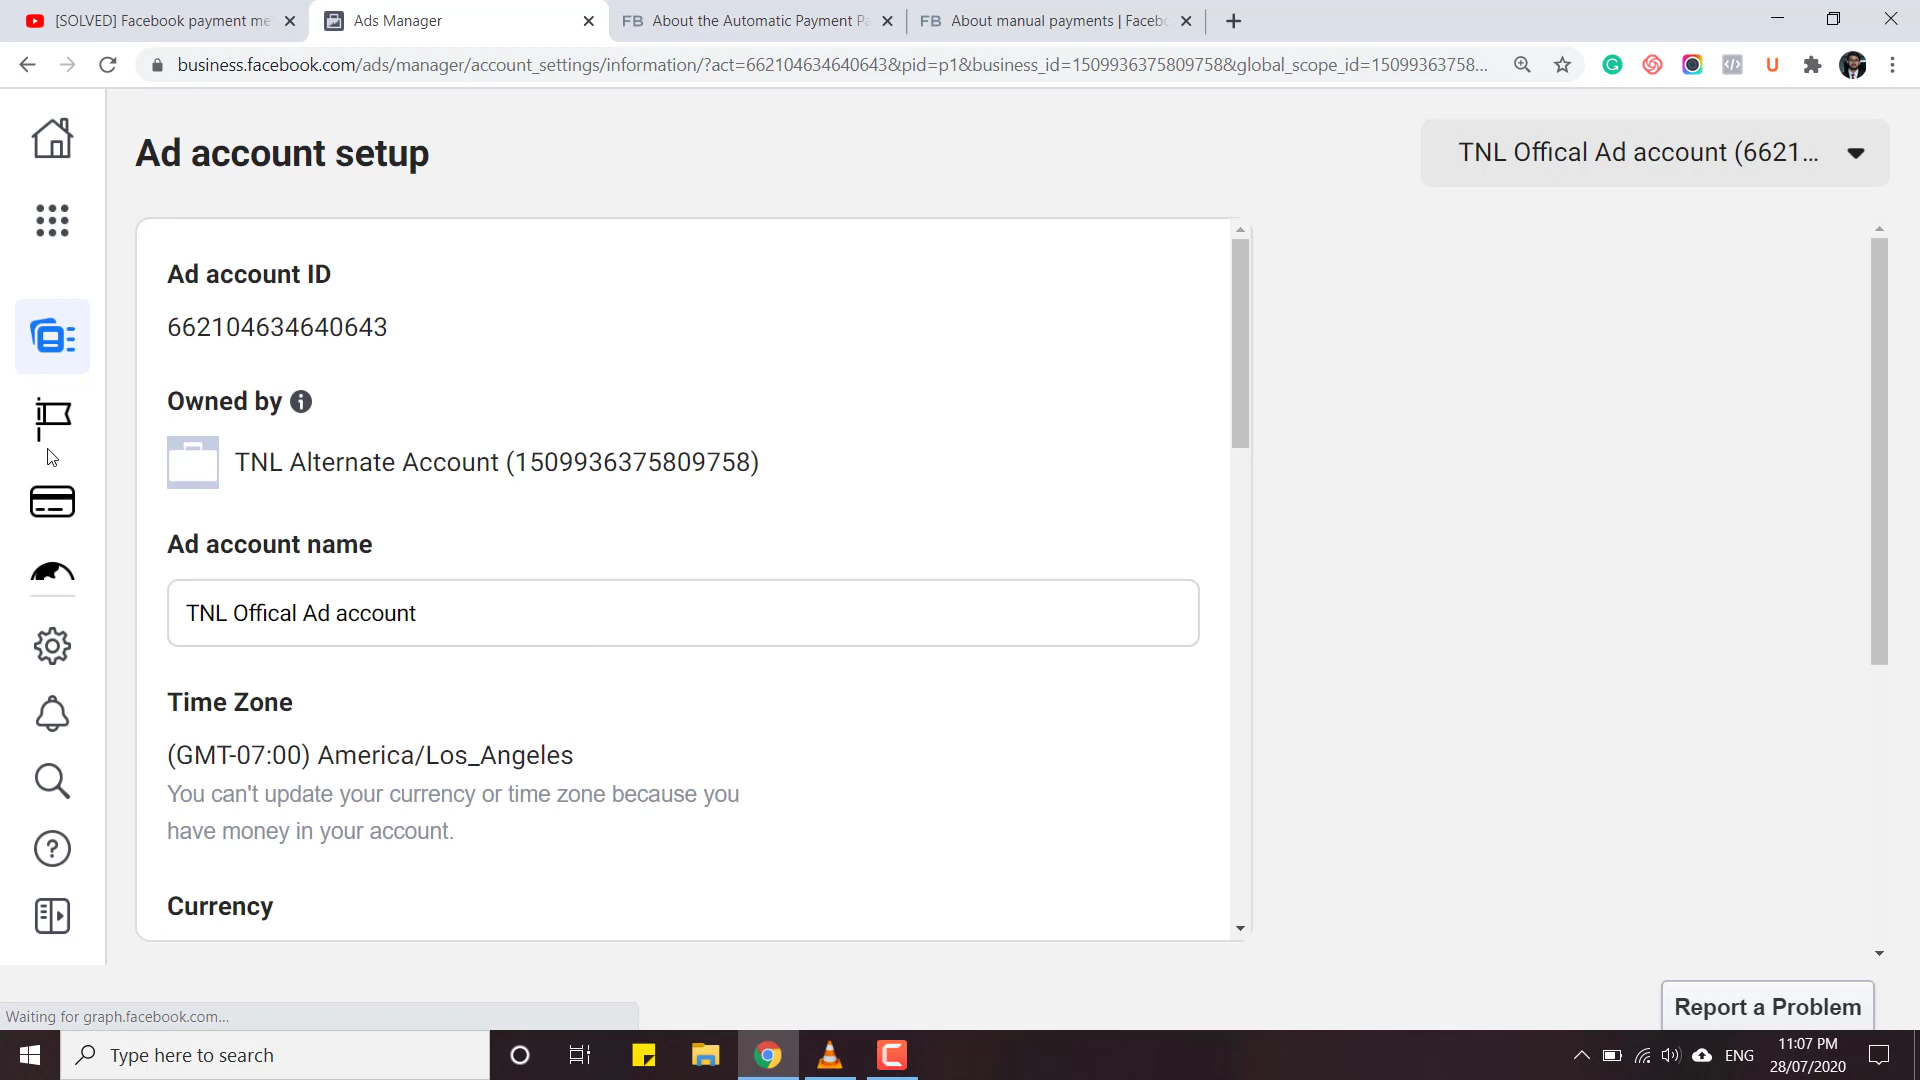 [SOLVED] Facebook payment me
Ads Manager
FB About the Automatic Payment Pa
FB About manual payments | Facebo
business.facebook.com/ads/manager/account_settings/information/?act=662104634640643&pid=p1&business_id=1509936375809758&global_scope_id=15099363758...
Ad account setup
TNL Offical Ad account (6621...
Ad account ID
662104634640643
Owned by
TNL Alternate Account (1509936375809758)
Ad account name
TNL Offical Ad account
Time Zone
(GMT-07:00) America/Los_Angeles
You can't update your currency or time zone because you
have money in your account.
Currency
Waiting for graph.facebook.com...
Report a Problem
Type here to search
ENG
11:07 PM
28/07/2020